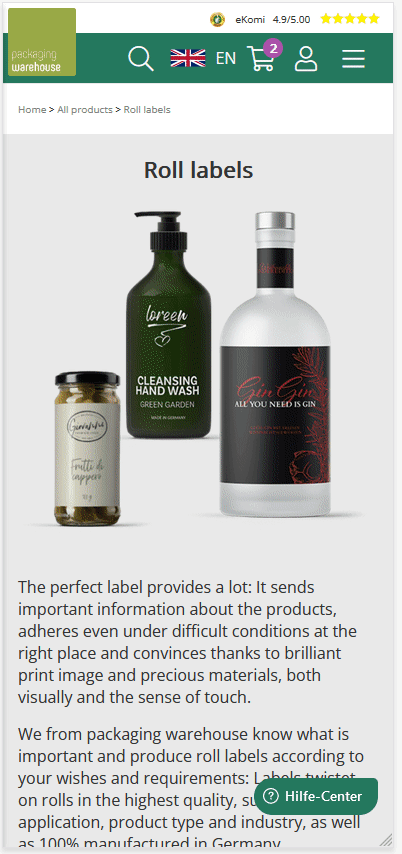 eKomi 4.9/5.00
packaging
warehouse
EN
2
Home > All products > Roll labels
Roll labels
loreen
CLEANSING
HAND WASH
GREEN GARDEN
MADE IN GERMANY
Gin Gin
ALL YOU NEED IS GIN
Giovanni
Frutti di
cappero
The perfect label provides a lot: It sends
important information about the products,
adheres even under difficult conditions at the
right place and convinces thanks to brilliant
print image and precious materials, both
visually and the sense of touch.
We from packaging warehouse know what is
important and produce roll labels according to
your wishes and requirements: Labels twistet
on rolls in the highest quality,
application, product type and industry, as well
as 100% manufactured in Germany.
Hilfe-Center